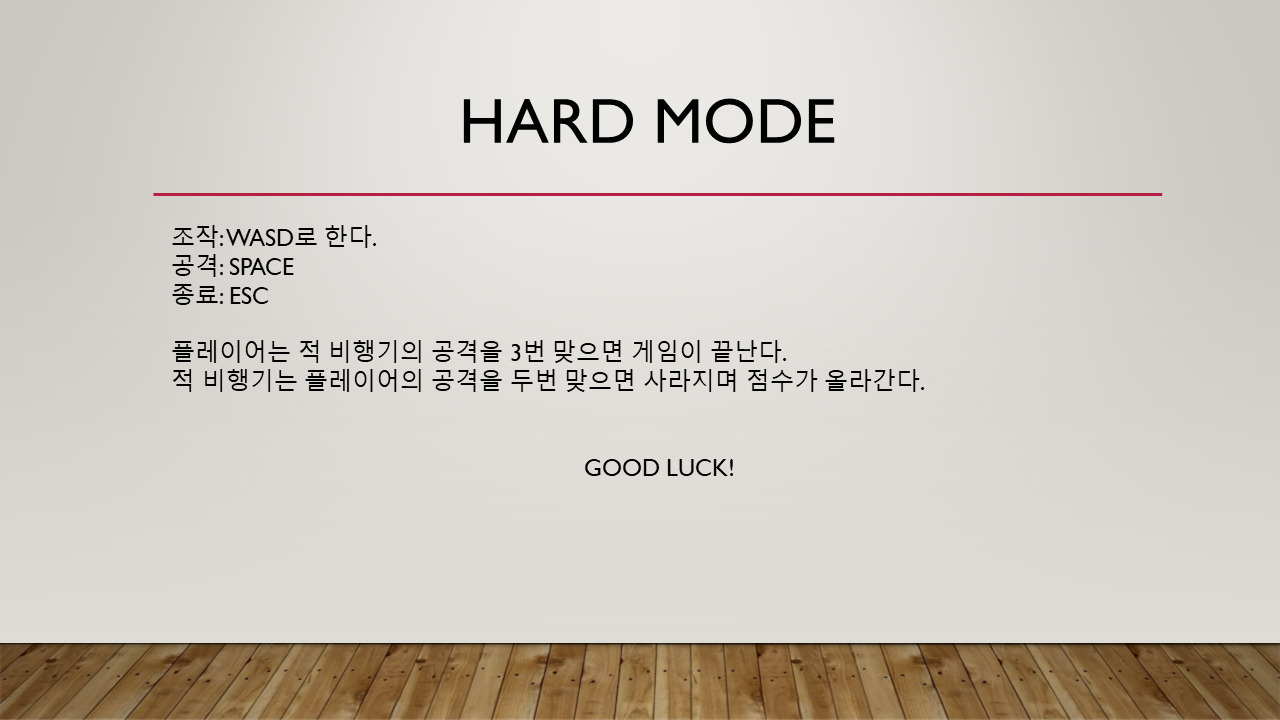 HARD MODE
조작: WASD로 한다.
공격: SPACE
종료: ESC
플레이어는 적 비행기의 공격을 3번 맞으면 게임이 끝난다.
적 비행기는 플레이어의 공격을 두번 맞으면 사라지며 점수가 올라간다.
GOOD LUCK!